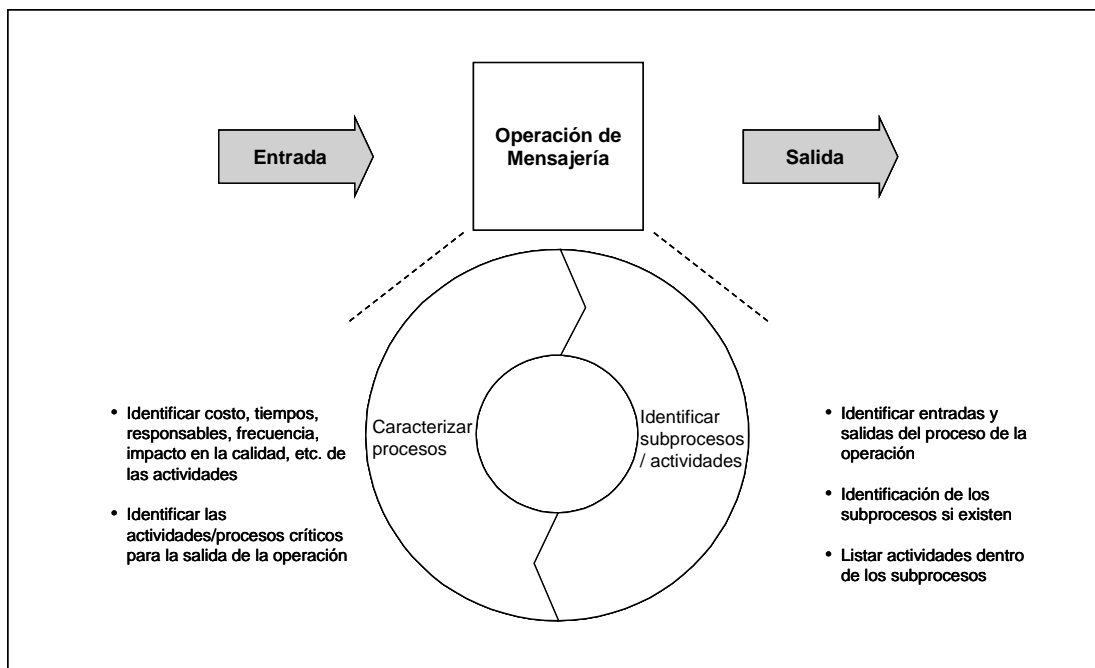 Entrada
Operación de
Mensajería
Salida
Caracterizar
procesos
Identificar
subprocesos
/ actividades
• Identificar costo, tiempos,
responsables, frecuencia,
impacto en la calidad, etc. de
las actividades
• Identificar las
actividades/procesos críticos
para la salida de la operación
• Identificar entradas y
salidas del proceso de la
operación
• Identificación de los
subprocesos si existen
• Listar actividades dentro
de los subprocesos